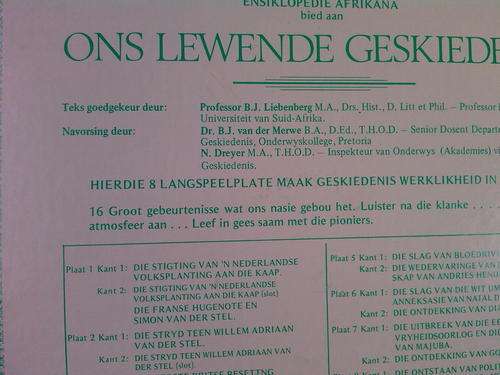 ENSIKLOPEDIE AFRIKANA
bied aan
ONS LEWENDE
Teks goedgekeur deur: Professor B.J. Liebenberg M.A., Drs. Hist., D. Litt et Phil. – Professor
Universiteit van Suid-Afrika.
Navorsing deur: Dr. B.J. van der Merwe B.A., D.Ed., T.H.O.D. – Senior Dosent
Geskiedenis, Onderwyskollege, Pretoria
N. Dreyer M.A., T.H.O.D. – Inspekteur van Onderwys (Akademies)
Geskiedenis.
HIERDIE 8 LANGSPEELPLATE MAAK GESKIEDENIS WERKLIKHEID IN
16 Groot gebeurtenisse wat ons nasie gebou het. Luister na die klanke . . . .
atmosfeer aan . . . Leef in gees saam met die pioniers.
Plaat 1 Kant 1: DIE STIGTING VAN 'N NEDERLANDSE
VOLKSPLANTING AAN DIE KAAP.
Kant 2: DIE STIGTING VAN 'N NEDERLANDSE
VOLKSPLANTING AAN DIE KAAP (slot)
DIE FRANSE HUGENOTE EN
SIMON VAN DER STEL.
Plaat 2 Kant 1: DIE STRYD TEEN WILLEM ADRIAAN
VAN DER STEL.
Kant 2: DIE STRYD TEEN WILLEM ADRIAAN VAN
DER STEL (slot)
Plaat 5 Kant 1: DIE SLAG VAN
Kant 2: DIE WEDERVARINGE VAN
SKAP VAN ANDRIES
Plaat 6 Kant 1: DIE SLAG VAN DIE WIT
ANNEKSASIE VAN NATAL
Kant 2: DIE ONTDEKKING VAN
Plaat 7 Kant 1: DIE UITBREEK VAN DIE
VRYHEIDSOORLOG EN DIE
VAN MAJUBA.
Kant 2: DIE ONTDEKKING VAN
Kant 1: DIE ONTSTAAN VAN